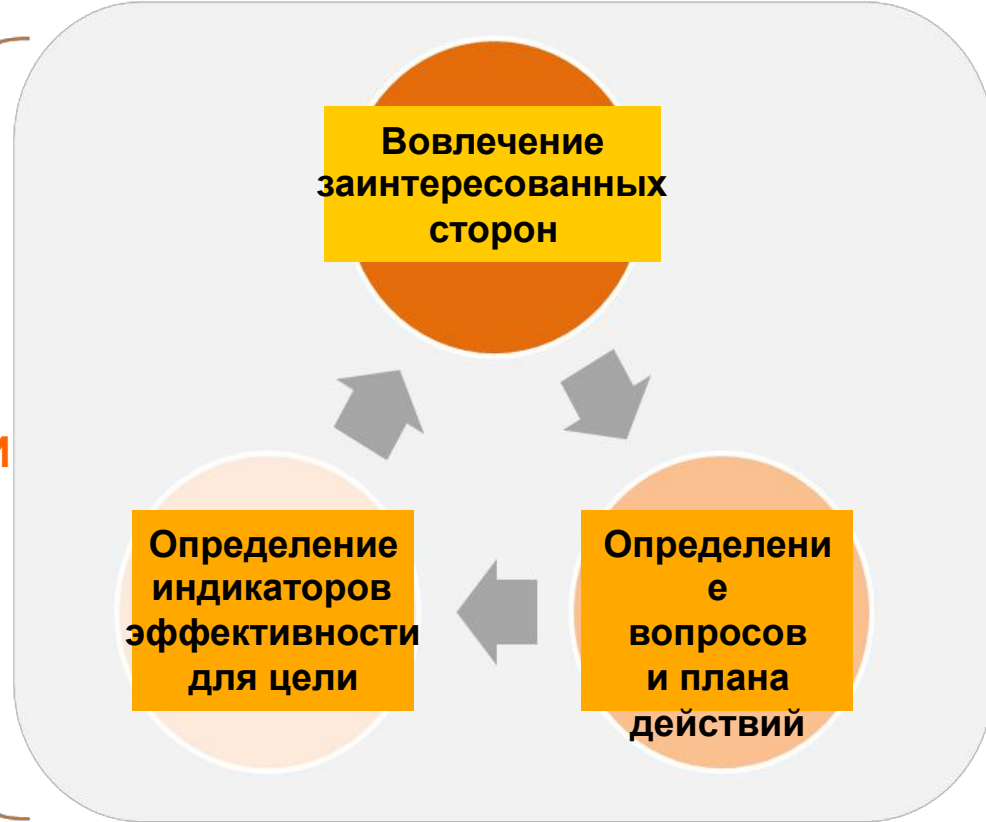 Вовлечение
заинтересованных
сторон
и
Определение
индикаторов
эффективности
для цели
Определени
е
вопросов
и плана
действий